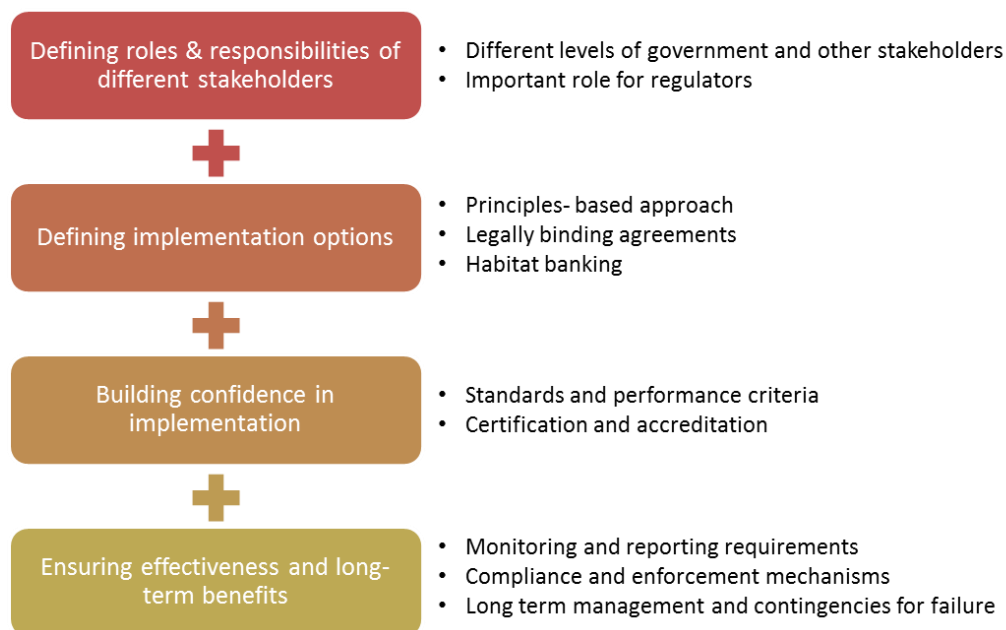 Defining roles & responsibilities of
different stakeholders
• Different levels of government and other stakeholders
• Important role for regulators
Defining implementation options
• Principles- based approach
• Legally binding agreements
• Habitat banking
Building confidence in
implementation
• Standards and performance criteria
• Certification and accreditation
Ensuring effectiveness and long-
term benefits
• Monitoring and reporting requirements
• Compliance and enforcement mechanisms
• Long term management and contingencies for failure